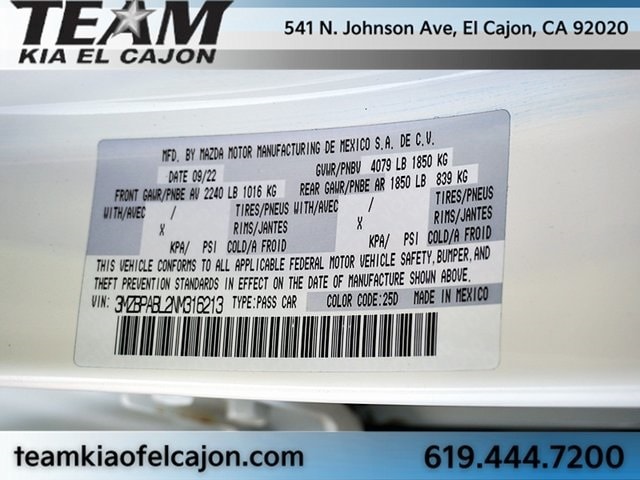 TEAM
KIA EL CAJON
541 N. Johnson Ave, El Cajon, CA 92020
MFD. BY MAZDA MOTOR MANUFACTURING DE MEXICO S.A. DE C.V.
DATE 09/22 GVWR/PNBV 4079 LB 1850 KG
FRONT GAWR/PNBE AV 2240 LB 1016 KG REAR GAWR/PNBE AR 1850 LB 839 KG
WITH/AVEC / TIRES/PNEUS WITH/AVEC / TIRES/PNEUS
X RIMS/JANTES X RIMS/JANTES
KPA/ PSI COLD/A FROID KPA/ PSI COLD/A FROID
THIS VEHICLE CONFORMS TO ALL APPLICABLE FEDERAL MOTOR VEHICLE SAFETY, BUMPER, AND
THEFT PREVENTION STANDARDS IN EFFECT ON THE DATE OF MANUFACTURE SHOWN ABOVE.
VIN: 3MZBPABL2NM316213 TYPE:PASS CAR COLOR CODE:25D MADE IN MEXICO
teamkiaofelcajon.com 619.444.7200